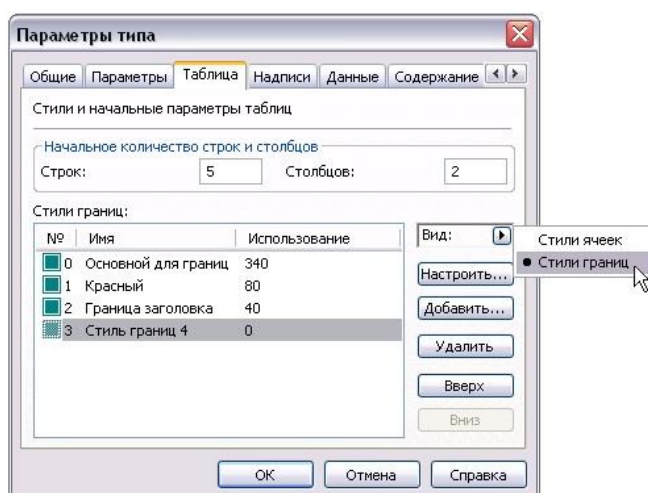 Параметры типа
Общие Параметры Таблица Надписи Данные Содержание
Стили и начальные параметры таблиц
Начальное количество строк и столбцов
Строк: 5 Столбцов: 2
Стили границ:
№ Имя Использование
0 Основной для границ 340
1 Красный 80
2 Граница заголовка 40
3 Стиль границ 4 0
Вид:
Стили ячеек
Стили границ
Настроить...
Добавить...
Удалить
Вверх
Вниз
ОК Отмена Справка